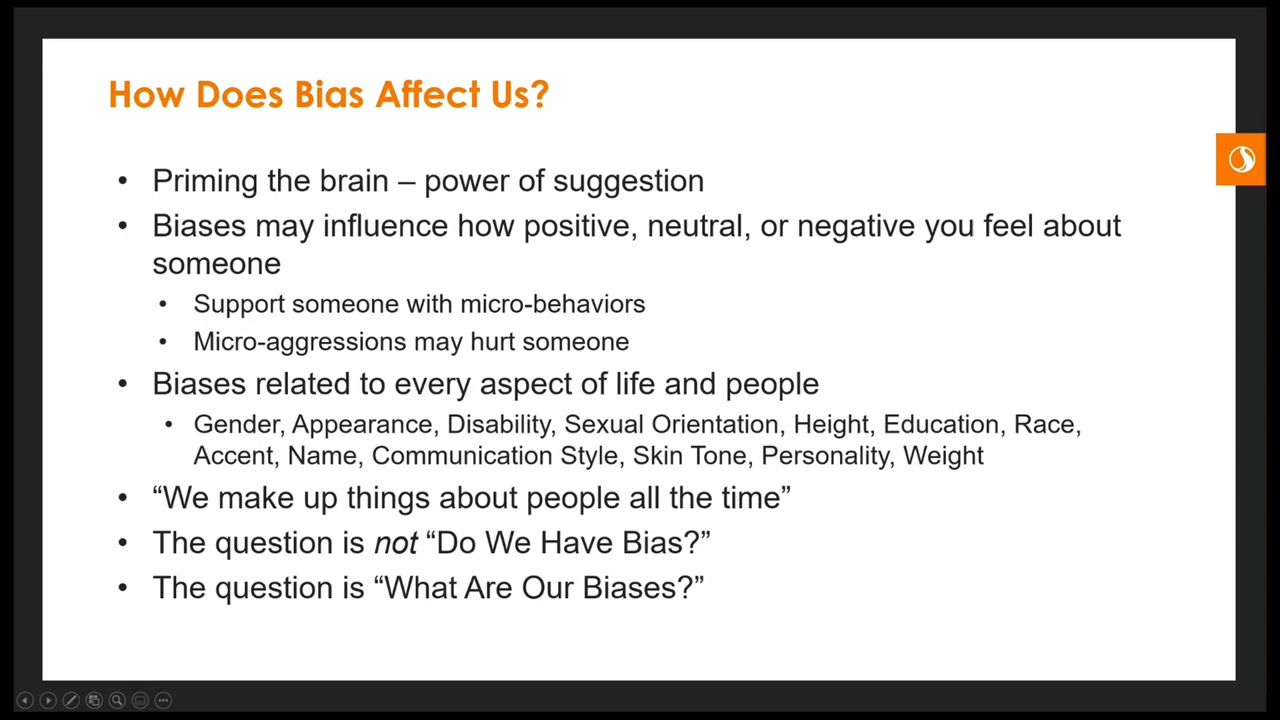 How Does Bias Affect Us?
• Priming the brain – power of suggestion
• Biases may influence how positive, neutral, or negative you feel about
someone
• Support someone with micro-behaviors
• Micro-aggressions may hurt someone
• Biases related to every aspect of life and people
• Gender, Appearance, Disability, Sexual Orientation, Height, Education, Race,
Accent, Name, Communication Style, Skin Tone, Personality, Weight
• “We make up things about people all the time”
• The question is not “Do We Have Bias?”
• The question is “What Are Our Biases?”